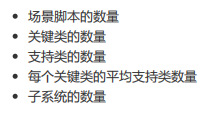 • 场景脚本的数量
• 关键类的数量
• 支持类的数量
• 每个关键类的平均支持类数量
• 子系统的数量